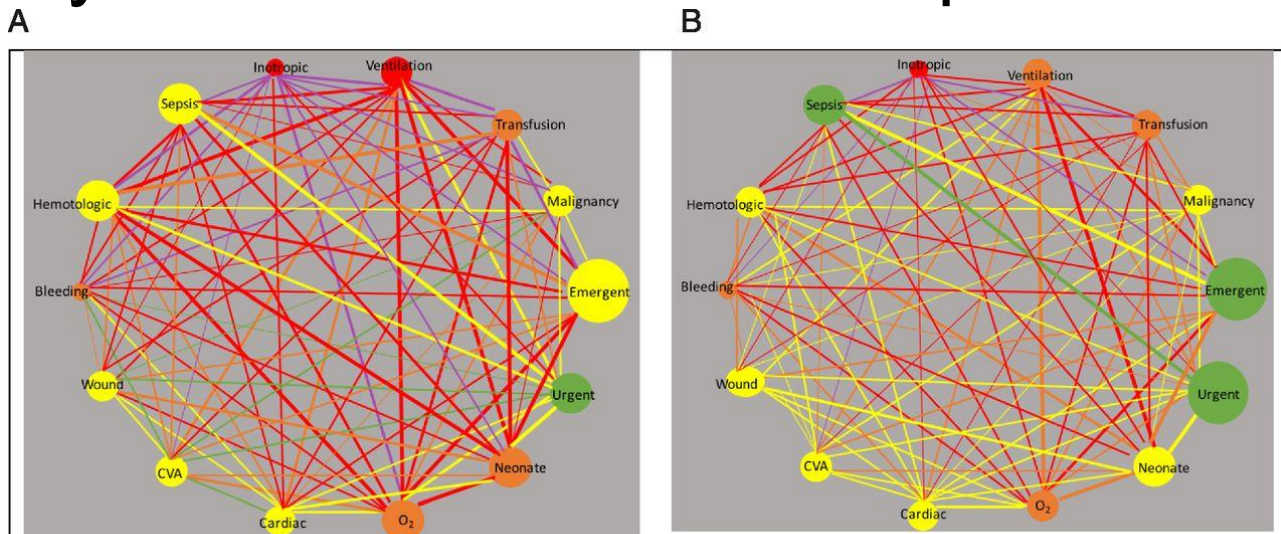 A
B
Inotropic
Ventilation
Sepsis
Transfusion
Hemotologic
Malignancy
Bleeding
Emergent
Wound
Urgent
CVA
Neonate
Cardiac
O₂
Inotropic
Ventilation
Sepsis
Transfusion
Hemotologic
Malignancy
Bleeding
Emergent
Wound
Urgent
CVA
Neonate
Cardiac
O₂